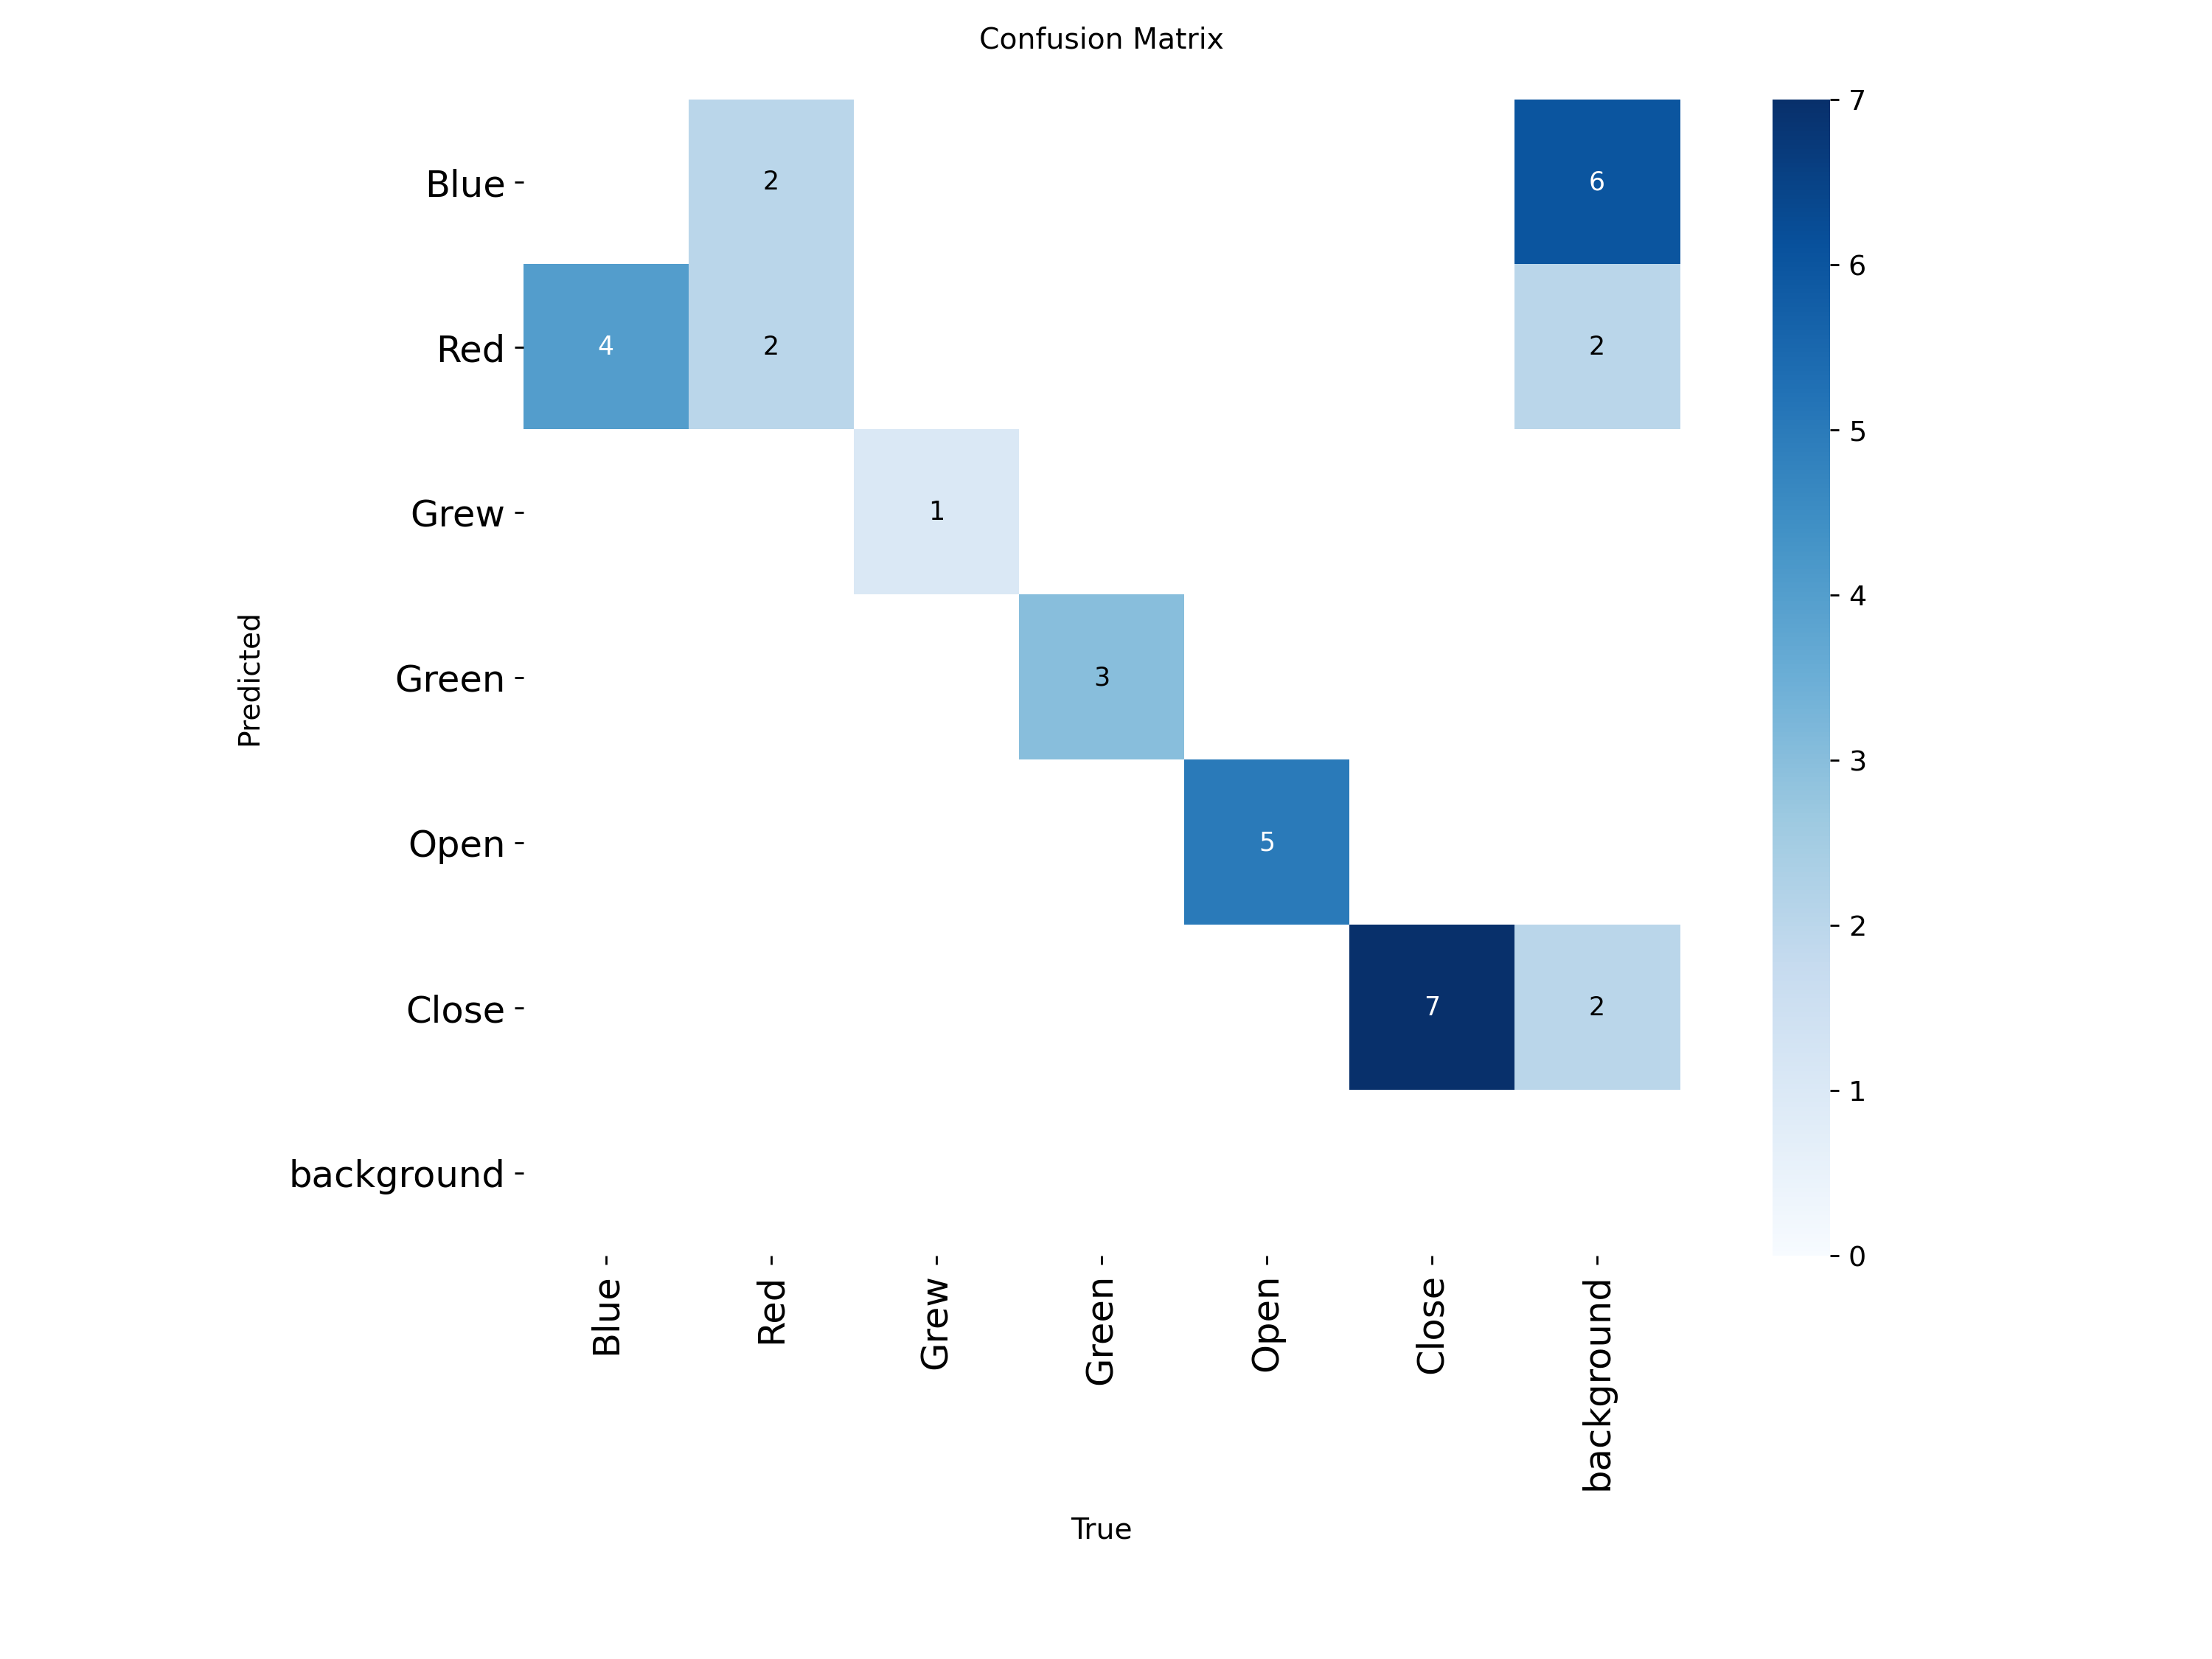 Confusion Matrix
Blue
2
6
7
Red
4
2
2
6
Grew
1
5
Green
3
4
Open
5
3
Close
7
2
2
background
1
0
Blue
Red
Grew
Green
Open
Close
background
Predicted
True